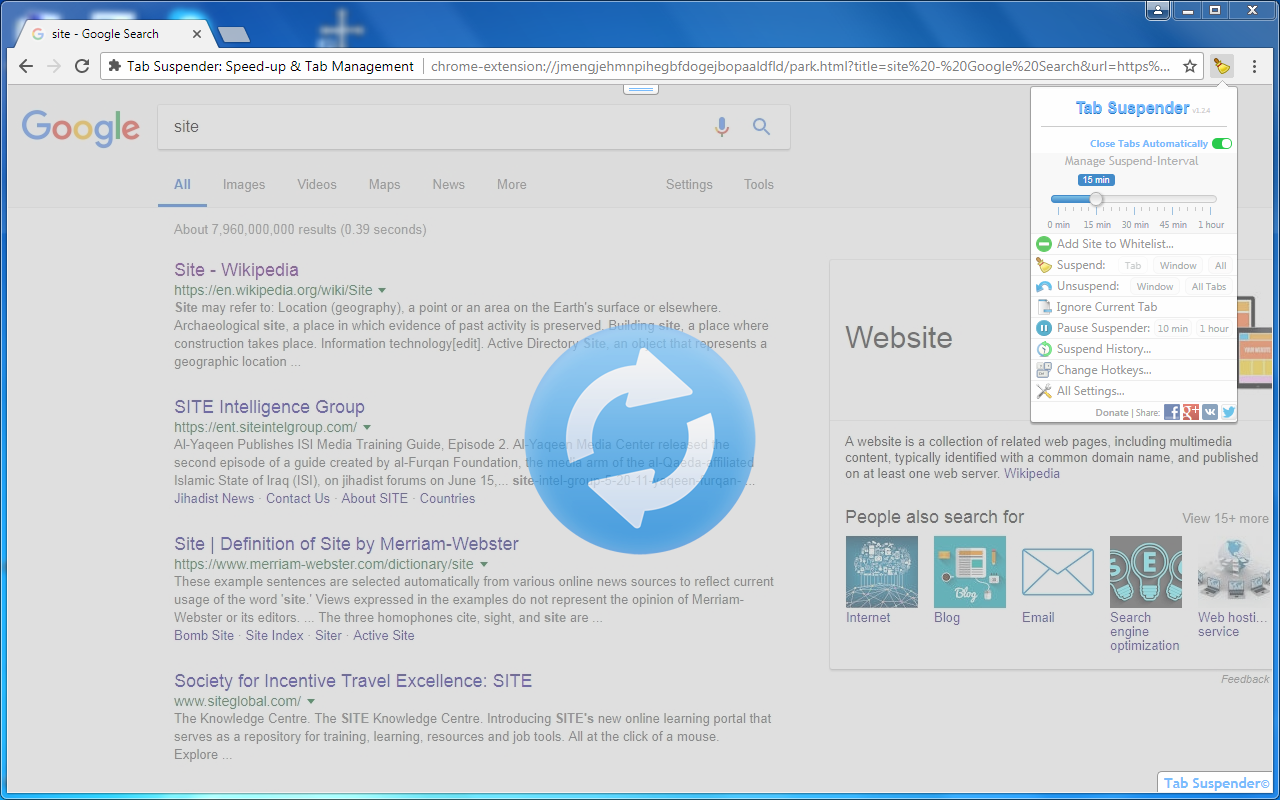 site - Google Search
Tab Suspender: Speed-up & Tab Management
chrome-extension://jmengjehmnpihegbfdogejbopaaldfld/park.html?title=site%20-%20Google%20Search&url=https%...
Google
site
All Images Videos Maps News More Settings Tools
About 7,960,000,000 results (0.39 seconds)
Site - Wikipedia
https://en.wikipedia.org/wiki/Site
Site may refer to: Location (geography), a point or an area on the Earth's surface or elsewhere.
Archaeological site, a place in which evidence of past activity is preserved. Building site, a place where
construction takes place. Information technology[edit]. Active Directory Site, an object that represents a
geographic location ...
SITE Intelligence Group
https://ent.siteintelgroup.com/
Al-Yaqeen Publishes ISI Media Training Guide, Episode 2. Al-Yaqeen Media Center released the
second episode of a guide created by al-Furqan Foundation, the media arm of the al-Qaeda-affiliated
Islamic State of Iraq (ISI), on jihadist forums on June 15,... site-intel-group-5-20-11-yaqeen-furqan-...
Jihadist News · Contact Us · About SITE · Countries
Site | Definition of Site by Merriam-Webster
https://www.merriam-webster.com/dictionary/site
These example sentences are selected automatically from various online news sources to reflect current
usage of the word 'site.' Views expressed in the examples do not represent the opinion of Merriam-
Webster or its editors. ... The three homophones cite, sight, and site are ...
Bomb Site · Site Index · Siter · Active Site
Society for Incentive Travel Excellence: SITE
www.siteglobal.com/
The Knowledge Centre. The SITE Knowledge Centre. Introducing SITE's new online learning portal that
serves as a repository for training, learning, resources and job tools. All at the click of a mouse.
Explore ...
Tab Suspender v1.2.4
Close Tabs Automatically
Manage Suspend-Interval
15 min
0 min 15 min 30 min 45 min 1 hour
Add Site to Whitelist...
Suspend: Tab Window All
Unsuspend: Window All Tabs
Ignore Current Tab
Pause Suspender: 10 min 1 hour
Suspend History...
Change Hotkeys...
All Settings...
Donate | Share:
Website
A website is a collection of related web pages, including multimedia
content, typically identified with a common domain name, and published
on at least one web server. Wikipedia
People also search for
View 15+ more
Blog
SEO
Internet
Blog
Email
Search
engine
optimization
Web hosti...
service
Feedback
Tab Suspender©